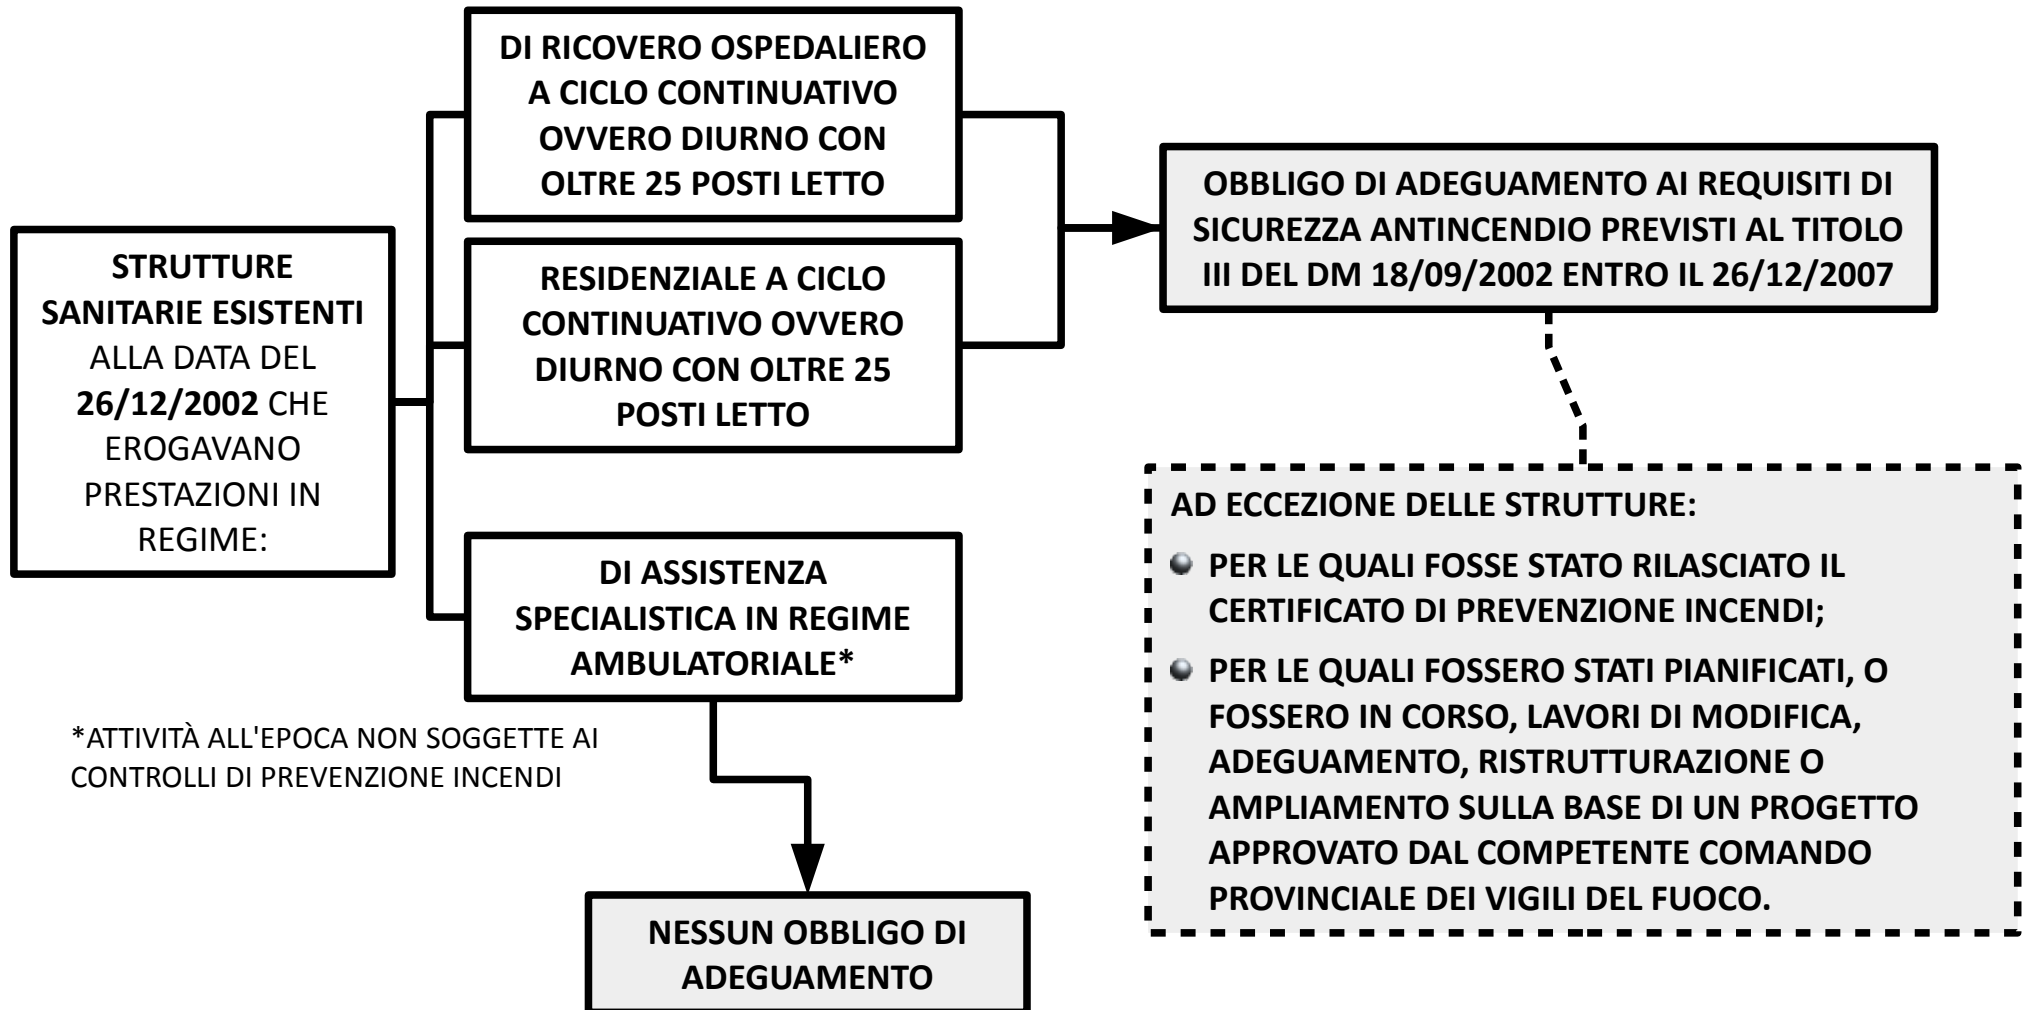 STRUTTURE
SANITARIE ESISTENTI
ALLA DATA DEL
26/12/2002 CHE
EROGAVANO
PRESTAZIONI IN
REGIME:
DI RICOVERO OSPEDALIERO
A CICLO CONTINUATIVO
OVVERO DIURNO CON
OLTRE 25 POSTI LETTO
RESIDENZIALE A CICLO
CONTINUATIVO OVVERO
DIURNO CON OLTRE 25
POSTI LETTO
DI ASSISTENZA
SPECIALISTICA IN REGIME
AMBULATORIALE*
*ATTIVITÀ ALL'EPOCA NON SOGGETTE AI
CONTROLLI DI PREVENZIONE INCENDI
NESSUN OBBLIGO DI
ADEGUAMENTO
OBBLIGO DI ADEGUAMENTO AI REQUISITI DI
SICUREZZA ANTINCENDIO PREVISTI AL TITOLO
III DEL DM 18/09/2002 ENTRO IL 26/12/2007
AD ECCEZIONE DELLE STRUTTURE:
PER LE QUALI FOSSE STATO RILASCIATO IL
CERTIFICATO DI PREVENZIONE INCENDI;
PER LE QUALI FOSSERO STATI PIANIFICATI, O
FOSSERO IN CORSO, LAVORI DI MODIFICA,
ADEGUAMENTO, RISTRUTTURAZIONE O
AMPLIAMENTO SULLA BASE DI UN PROGETTO
APPROVATO DAL COMPETENTE COMANDO
PROVINCIALE DEI VIGILI DEL FUOCO.